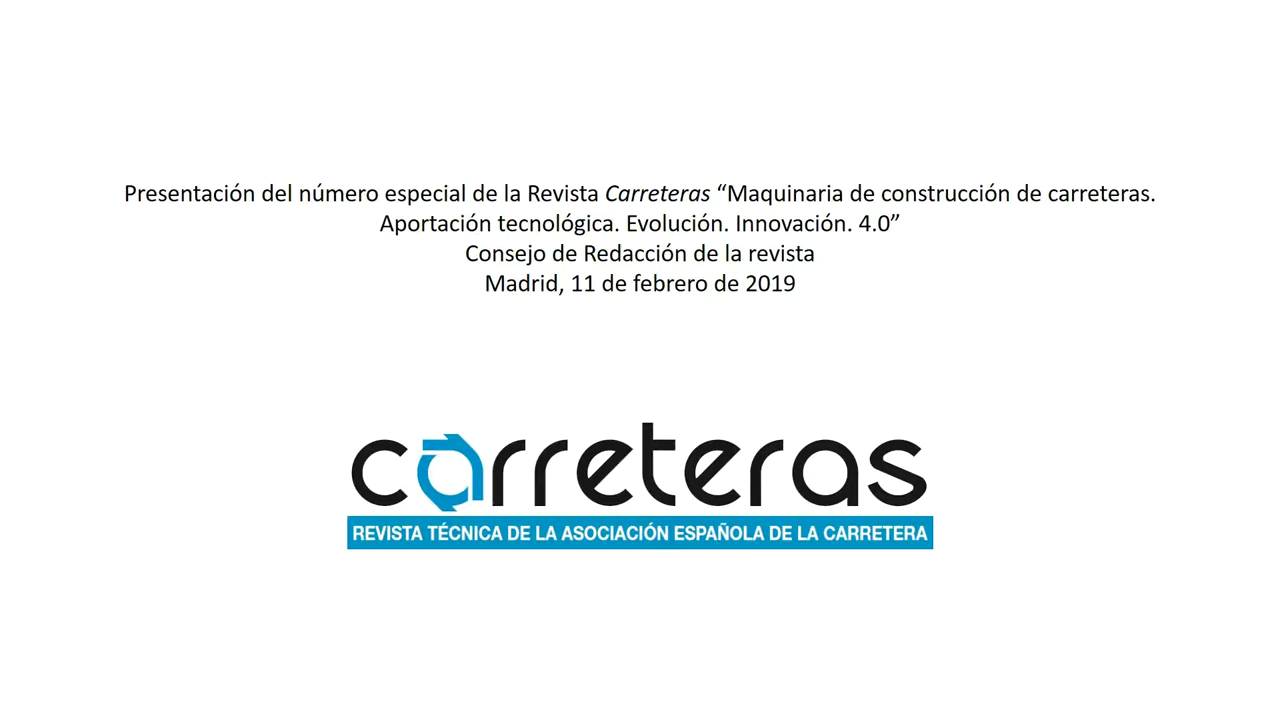 Presentación del número especial de la Revista Carreteras “Maquinaria de construcción de carreteras.
Aportación tecnológica. Evolución. Innovación. 4.0”
Consejo de Redacción de la revista
Madrid, 11 de febrero de 2019
carreteras
REVISTA TÉCNICA DE LA ASOCIACIÓN ESPAÑOLA DE LA CARRETERA